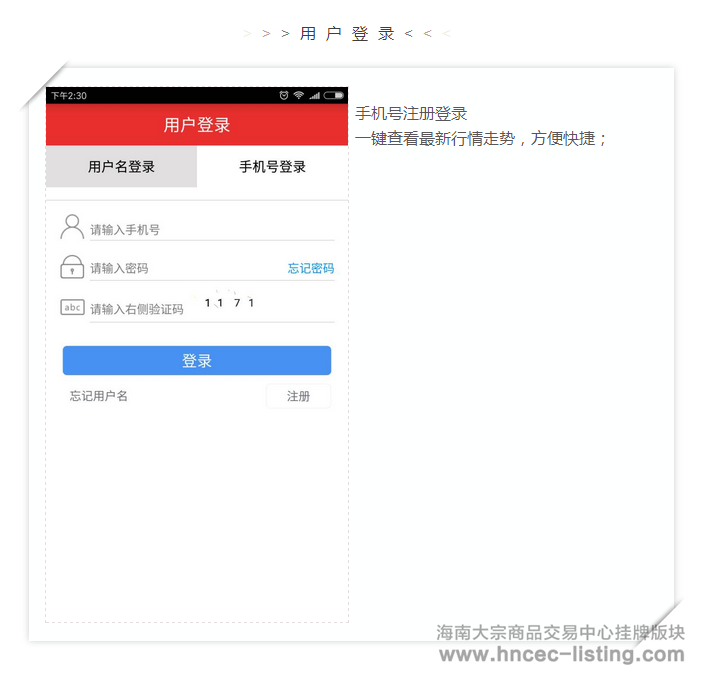 > > > 用 户 登 录 < < <
下午2:30
用户登录
用户名登录 手机号登录
请输入手机号
请输入密码 忘记密码
abc 请输入右侧验证码 1 1 7 1
登录
忘记用户名 注册
手机号注册登录
一键查看最新行情走势，方便快捷；
海南大宗商品交易中心挂牌版块
www.hncec-listing.com